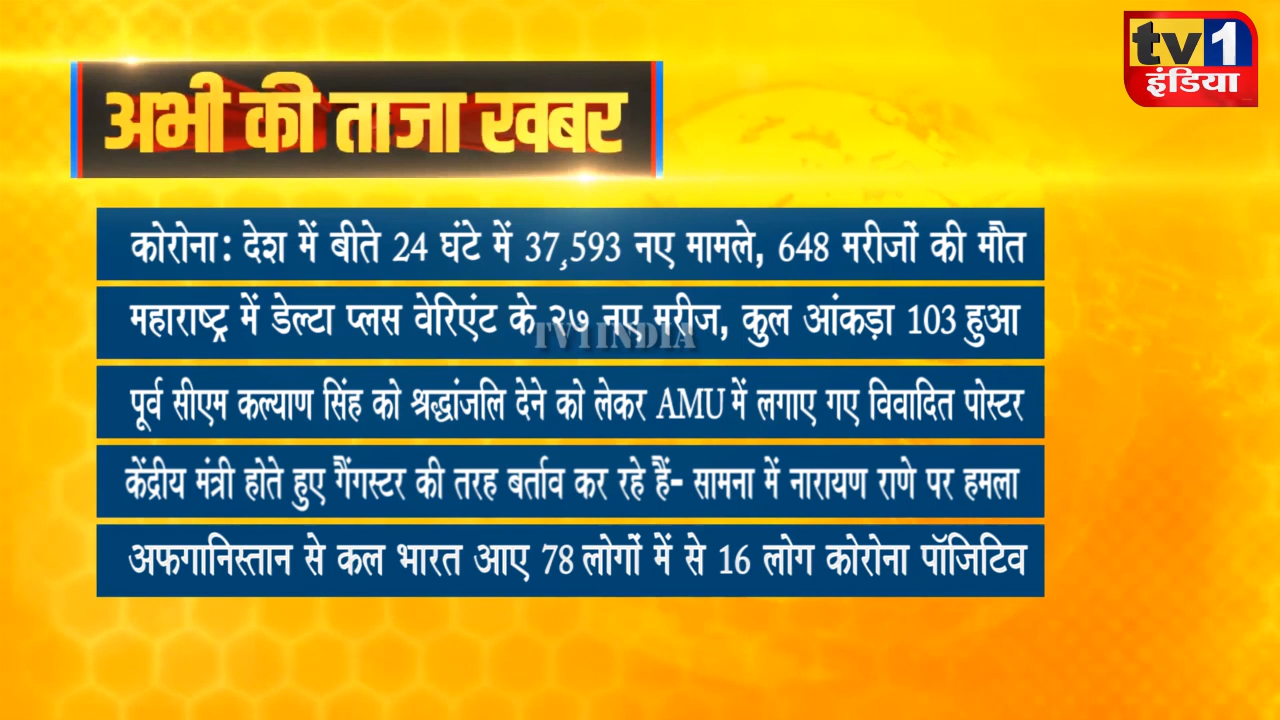 tv1
इंडिया
अभी की ताजा खबर
कोरोना: देश में बीते 24 घंटे में 37,593 नए मामले, 648 मरीजों की मौत
महाराष्ट्र में डेल्टा प्लस वेरिएंट के २७ नए मरीज, कुल आंकड़ा 103 हुआ
TV1 INDIA
पूर्व सीएम कल्याण सिंह को श्रद्धांजलि देने को लेकर AMU में लगाए गए विवादित पोस्टर
केंद्रीय मंत्री होते हुए गैंगस्टर की तरह बर्ताव कर रहे हैं- सामना में नारायण राणे पर हमला
अफगानिस्तान से कल भारत आए 78 लोगों में से 16 लोग कोरोना पॉजिटिव